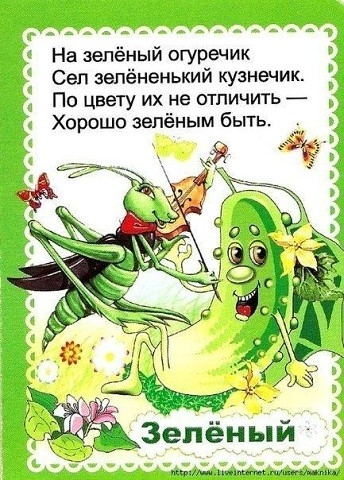 На зелёный огуречик
Сел зелёненький кузнечик.
По цвету их не отличить —
Хорошо зелёным быть.
Зелёный
http://www.liveinternet.ru/users/maknika/